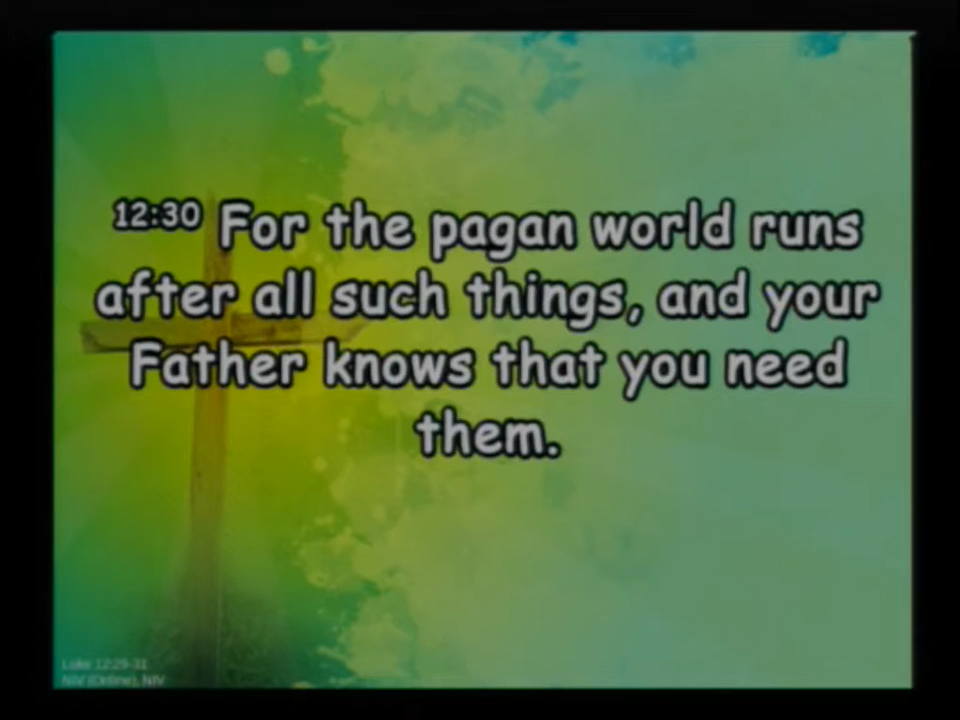 12:30 For the pagan world runs
after all such things, and your
Father knows that you need
them.
Luke 12:29-31
NIV (Online), NIV